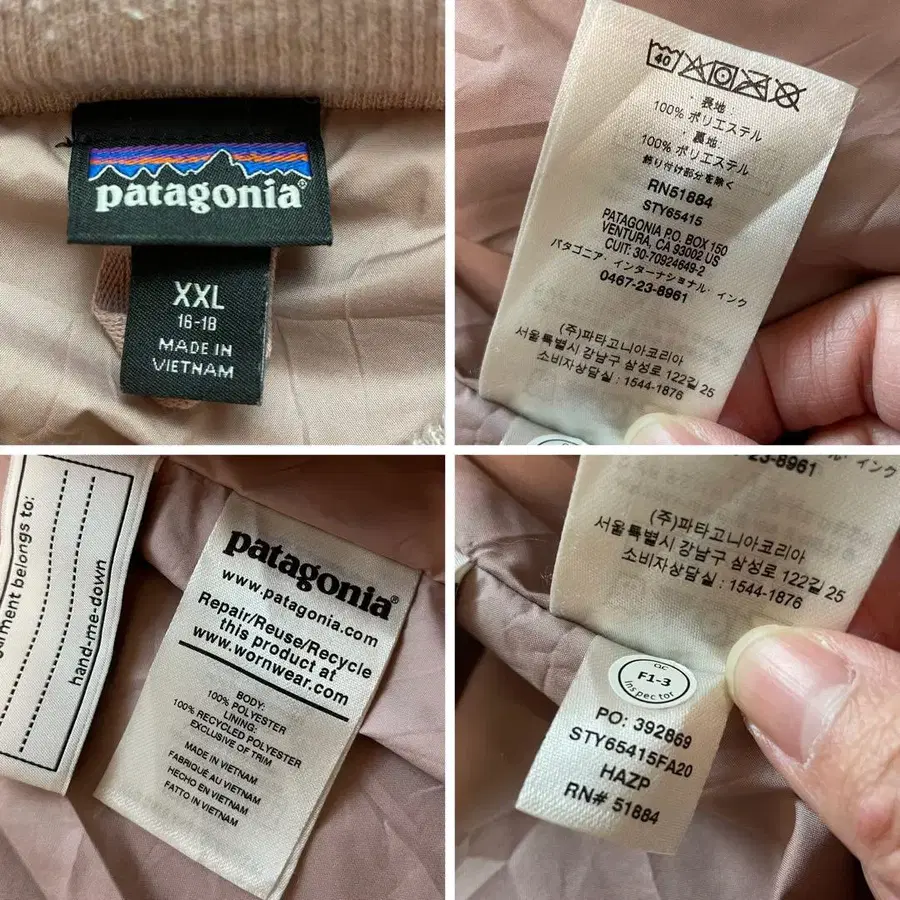 patagonia®
XXL
16-18
MADE IN
VIETNAM
40
・表地
100% ポリエステル
・裏地
100% ポリエステル
飾り付け部分を除く
RN51884
STY65415
PATAGONIA P.O. BOX 150
VENTURA, CA 93002 US
CUIT: 30-70924649-2
パタゴニア・インターナショナル・インク
0467-23-8961
(주)파타고니아코리아
서울특별시 강남구 삼성로 122길 25
소비자상담실 : 1544-1876
garment belongs to:
hand-me-down
patagonia®
www.patagonia.com
Repair/Reuse/Recycle
this product at
www.wornwear.com
BODY:
100% POLYESTER
LINING:
100% RECYCLED POLYESTER
EXCLUSIVE OF TRIM
MADE IN VIETNAM
FABRIQUÉ AU VIETNAM
HECHO EN VIETNAM
FATTO IN VIETNAM
インク
23-8961
(주)파타고니아코리아
서울특별시 강남구 삼성로 122길 25
소비자상담실 : 1544-1876
QC
F1-3
Inspector
PO: 392869
STY65415FA20
HAZP
RN# 51884